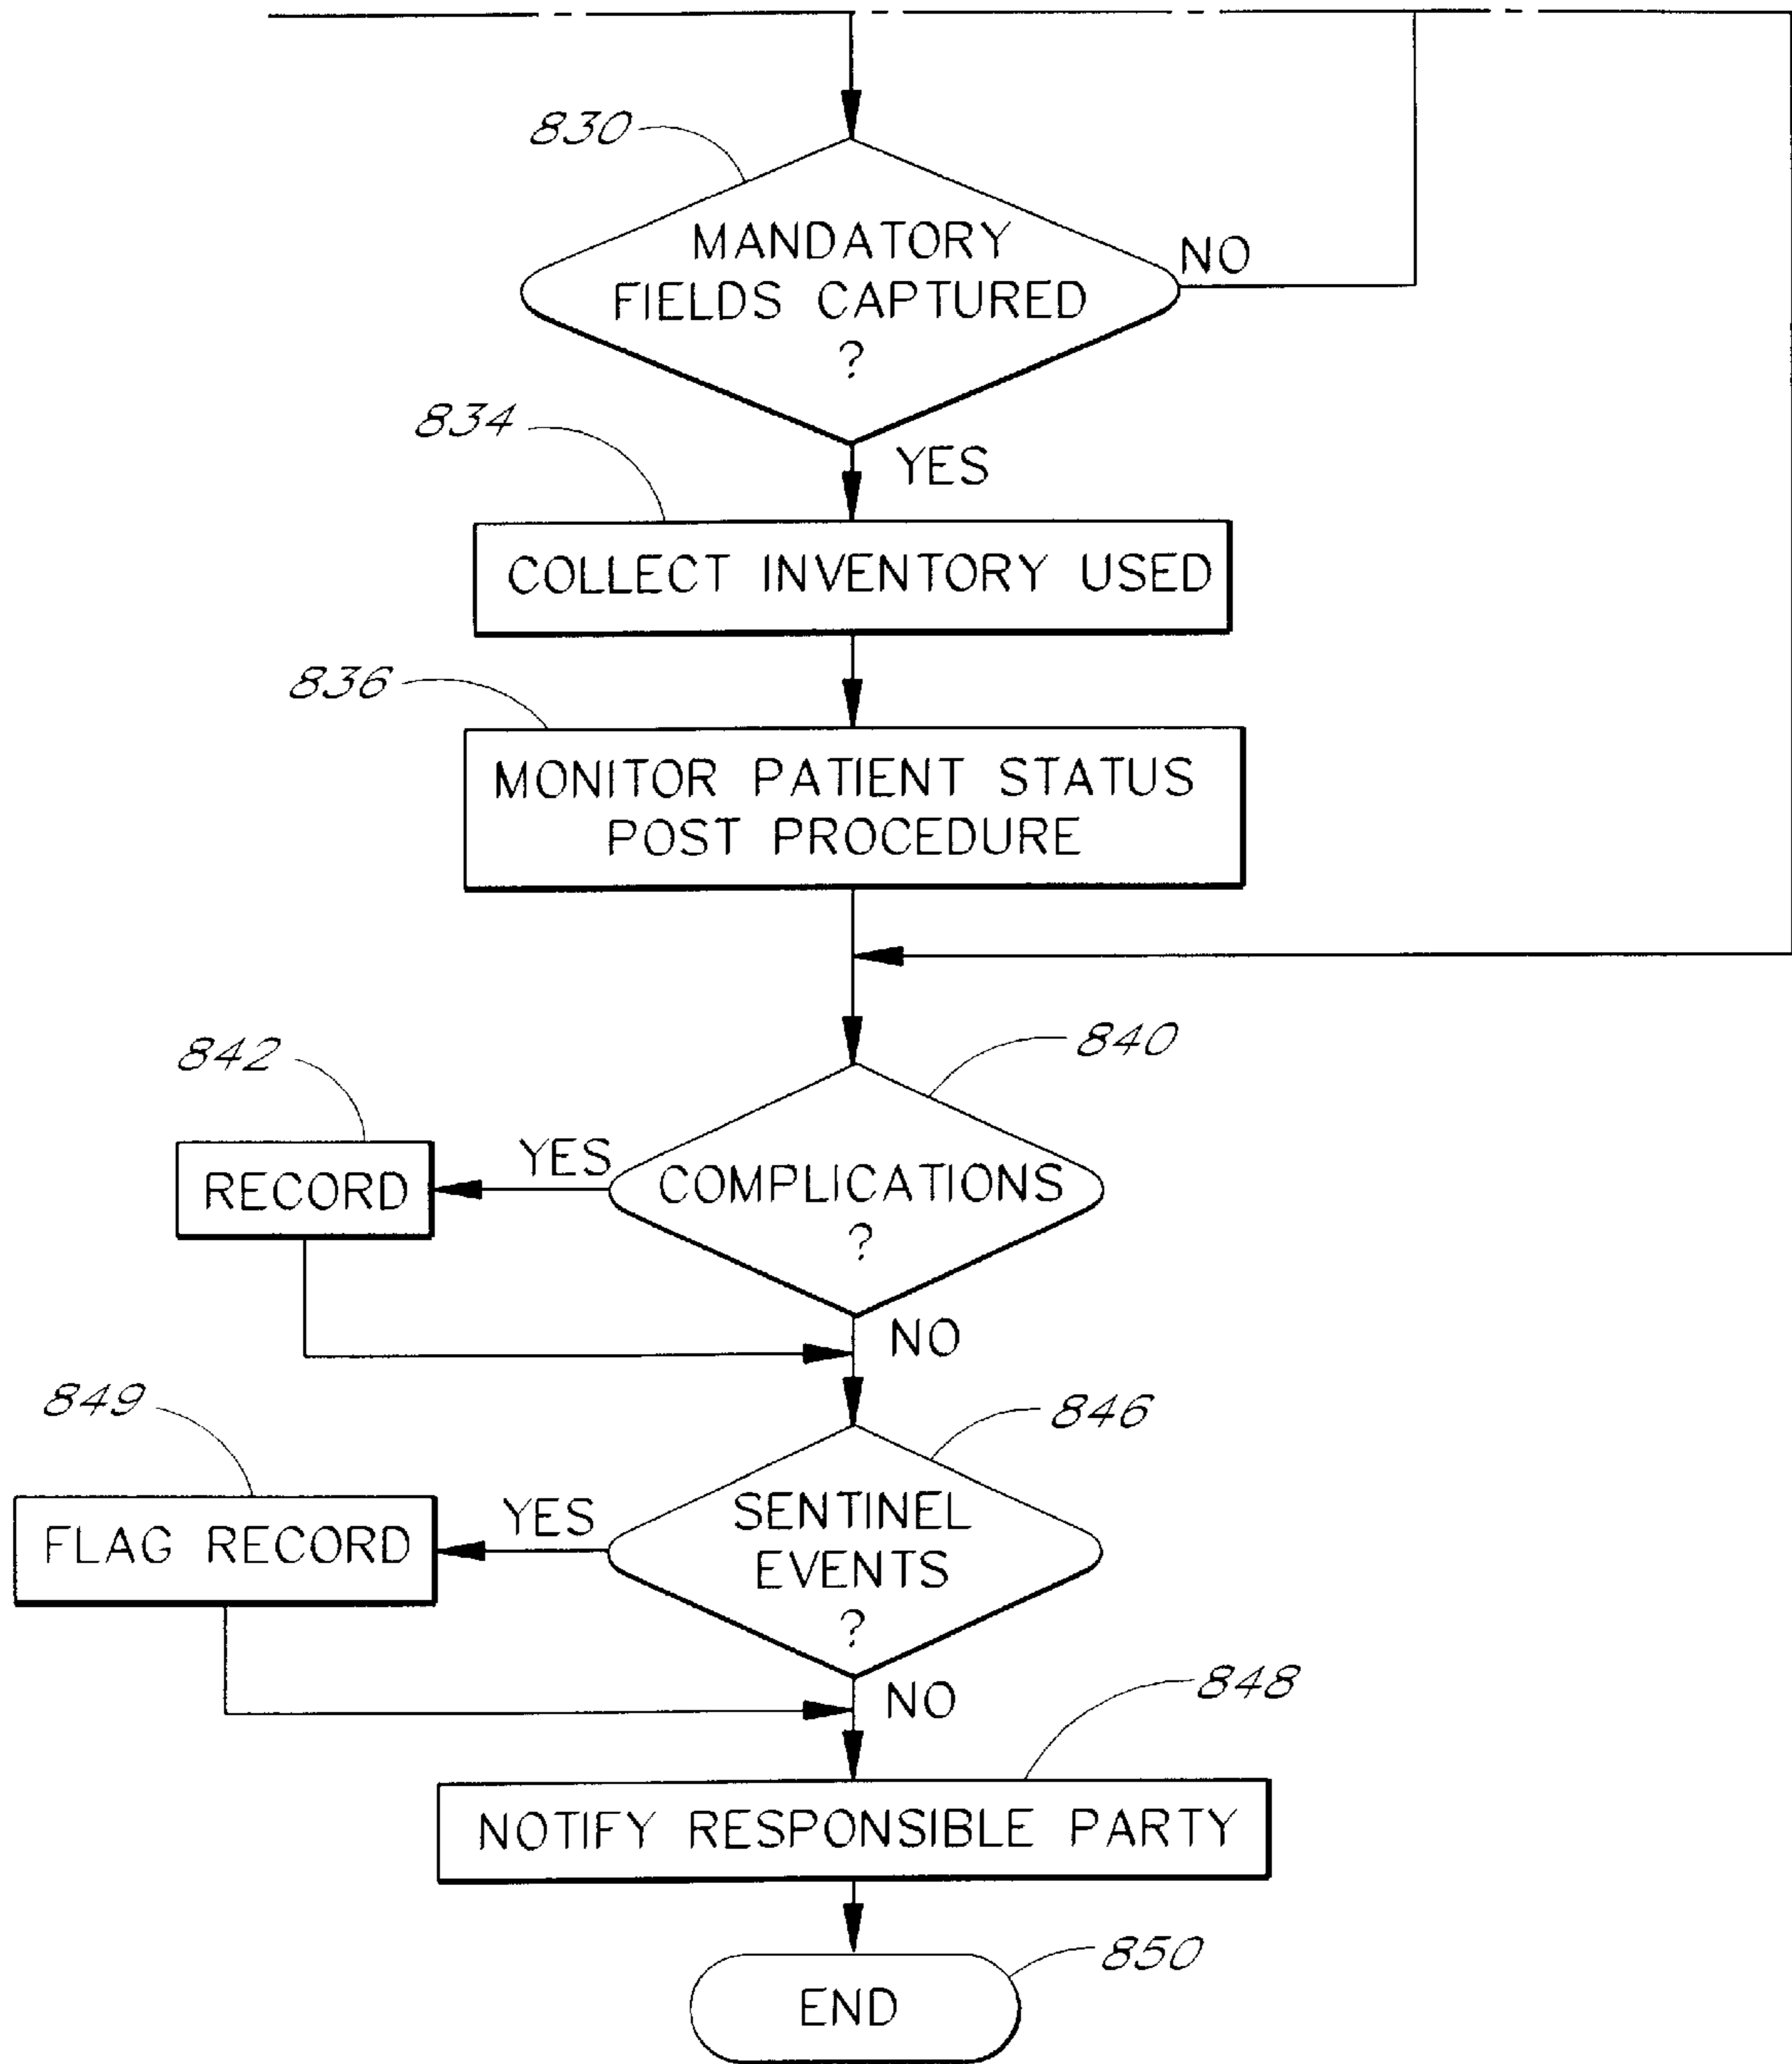 830
MANDATORY
FIELDS CAPTURED
?
NO
834
YES
COLLECT INVENTORY USED
836
MONITOR PATIENT STATUS
POST PROCEDURE
840
842
YES
RECORD
COMPLICATIONS
?
NO
849
846
YES
FLAG RECORD
SENTINEL
EVENTS
?
NO
848
NOTIFY RESPONSIBLE PARTY
850
END